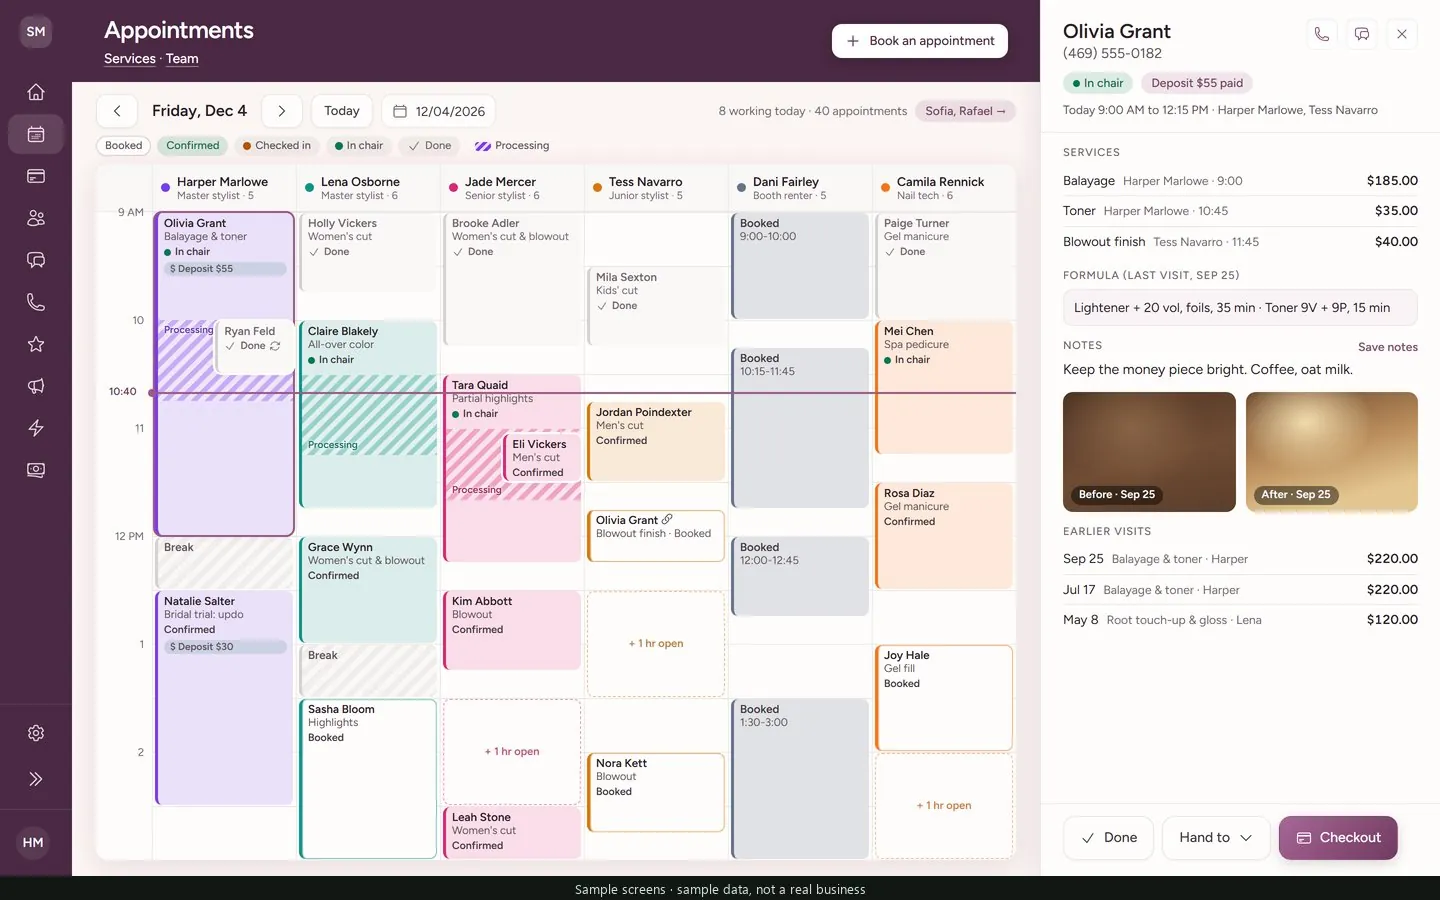 SM
Appointments
Services · Team
+ Book an appointment
Friday, Dec 4
Today
12/04/2026
8 working today · 40 appointments
Sofia, Rafael →
Booked
Confirmed
Checked in
In chair
Done
Processing
Harper Marlowe
Master stylist · 5
Lena Osborne
Master stylist · 6
Jade Mercer
Senior stylist · 6
Tess Navarro
Junior stylist · 5
Dani Fairley
Booth renter · 5
Camila Rennick
Nail tech · 6
9 AM
10
10:40
11
12 PM
1
2
Olivia Grant
Balayage & toner
In chair
$ Deposit $55
Processing
Ryan Feld
Done
Break
Natalie Salter
Bridal trial: updo
Confirmed
$ Deposit $30
Holly Vickers
Women's cut
Done
Claire Blakely
All-over color
In chair
Processing
Grace Wynn
Women's cut & blowout
Confirmed
Break
Sasha Bloom
Highlights
Booked
Brooke Adler
Women's cut & blowout
Done
Tara Quaid
Partial highlights
In chair
Eli Vickers
Men's cut
Confirmed
Processing
Kim Abbott
Blowout
Confirmed
+ 1 hr open
Leah Stone
Women's cut
Confirmed
Mila Sexton
Kids' cut
Done
Jordan Poindexter
Men's cut
Confirmed
Olivia Grant
Blowout finish · Booked
+ 1 hr open
Nora Kett
Blowout
Booked
Booked
9:00-10:00
Booked
10:15-11:45
Booked
12:00-12:45
Booked
1:30-3:00
Paige Turner
Gel manicure
Done
Mei Chen
Spa pedicure
In chair
Rosa Diaz
Gel manicure
Confirmed
Joy Hale
Gel fill
Booked
+ 1 hr open
HM
Olivia Grant
(469) 555-0182
In chair
Deposit $55 paid
Today 9:00 AM to 12:15 PM · Harper Marlowe, Tess Navarro
SERVICES
Balayage Harper Marlowe · 9:00 $185.00
Toner Harper Marlowe · 10:45 $35.00
Blowout finish Tess Navarro · 11:45 $40.00
FORMULA (LAST VISIT, SEP 25)
Lightener + 20 vol, foils, 35 min · Toner 9V + 9P, 15 min
NOTES
Save notes
Keep the money piece bright. Coffee, oat milk.
Before · Sep 25
After · Sep 25
EARLIER VISITS
Sep 25 Balayage & toner · Harper $220.00
Jul 17 Balayage & toner · Harper $220.00
May 8 Root touch-up & gloss · Lena $120.00
Done
Hand to
Checkout
Sample screens · sample data, not a real business